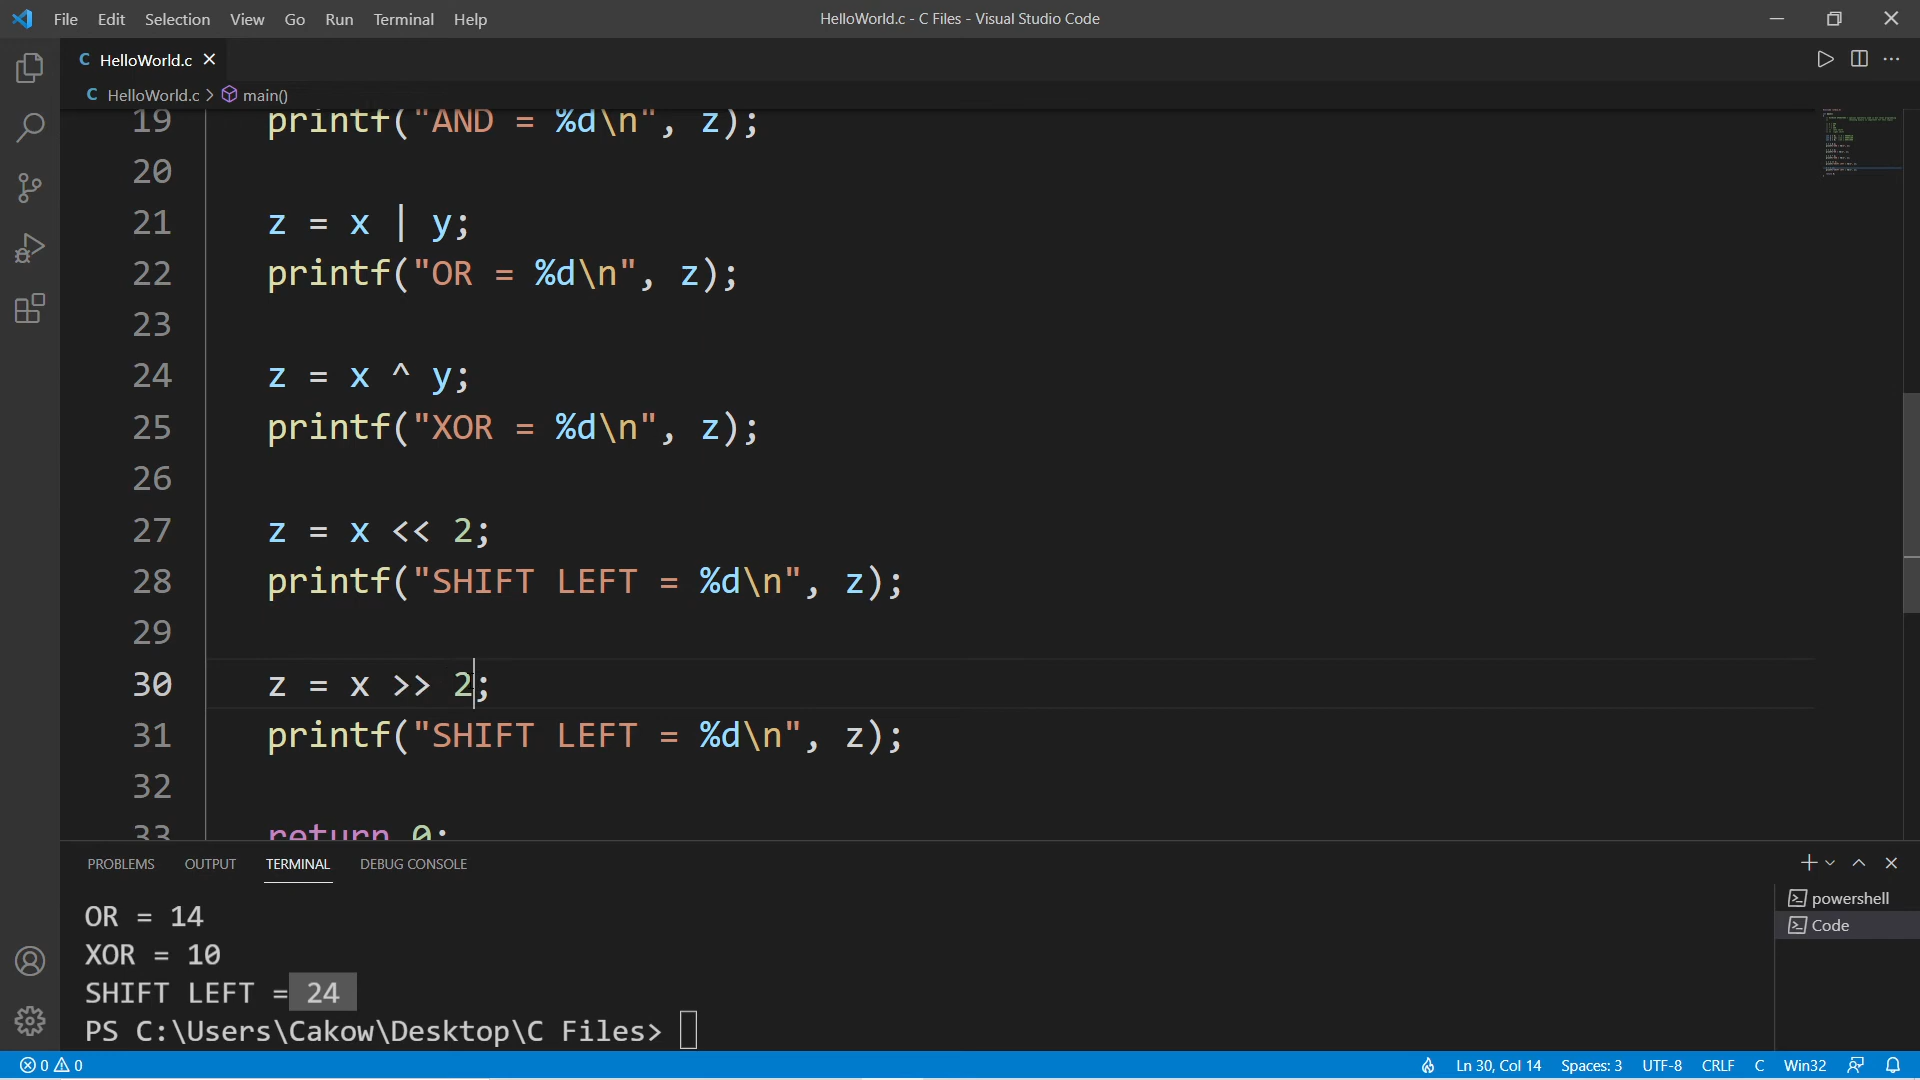 File Edit Selection View Go Run Terminal Help HelloWorld.c - C Files - Visual Studio Code
C HelloWorld.c
C HelloWorld.c > main()
19 printf("AND = %d\n", z);
20
21 z = x | y;
22 printf("OR = %d\n", z);
23
24 z = x ^ y;
25 printf("XOR = %d\n", z);
26
27 z = x << 2;
28 printf("SHIFT LEFT = %d\n", z);
29
30 z = x >> 2;
31 printf("SHIFT LEFT = %d\n", z);
32
33 return 0;
PROBLEMS OUTPUT TERMINAL DEBUG CONSOLE
powershell
Code
OR = 14
XOR = 10
SHIFT LEFT = 24
PS C:\Users\Cakow\Desktop\C Files>
0 0 Ln 30, Col 14 Spaces: 3 UTF-8 CRLF C Win32